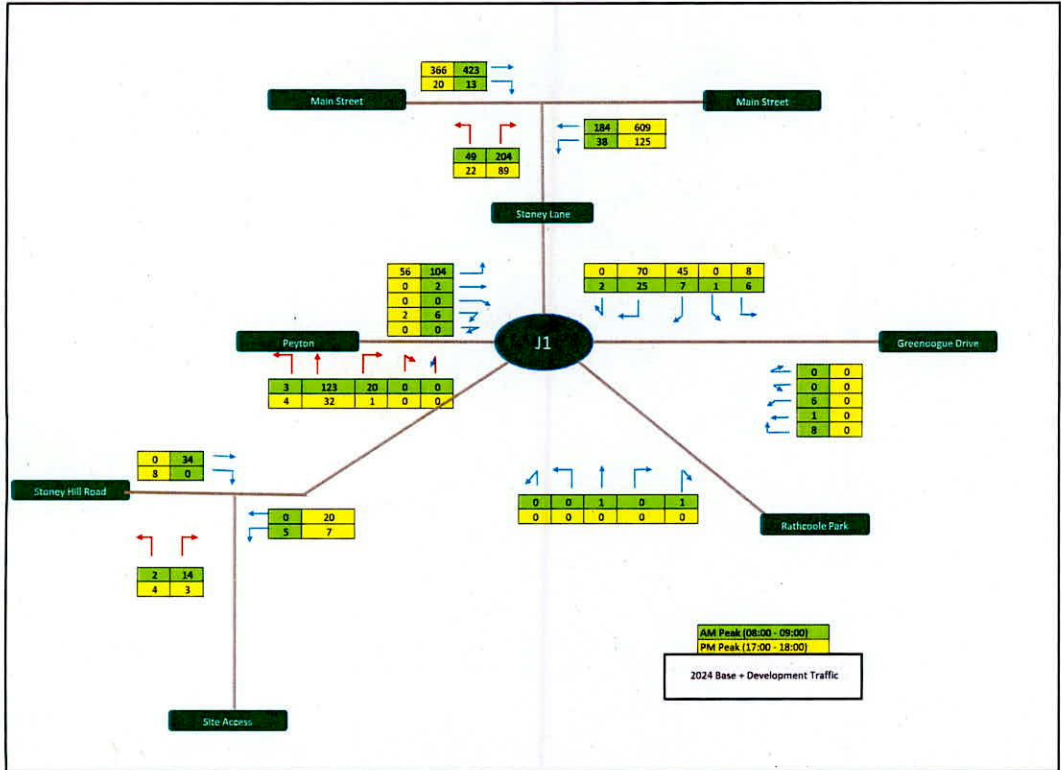 366 423
20 13
Main Street
Main Street
184 609
38 125
49 204
22 89
Stoney Lane
56 104
0 2
0 0
2 6
0 0
0 70 45 0 8
2 25 7 1 6
Peyton
J1
Greenogue Drive
3 123 20 0 0
4 32 1 0 0
0 0
0 0
6 0
1 0
8 0
0 34
8 0
Stoney Hill Road
0 20
5 7
0 0 1 0 1
0 0 0 0 0
Rathcoole Park
2 14
4 3
AM Peak (08:00 - 09:00)
PM Peak (17:00 - 18:00)
2024 Base + Development Traffic
Site Access